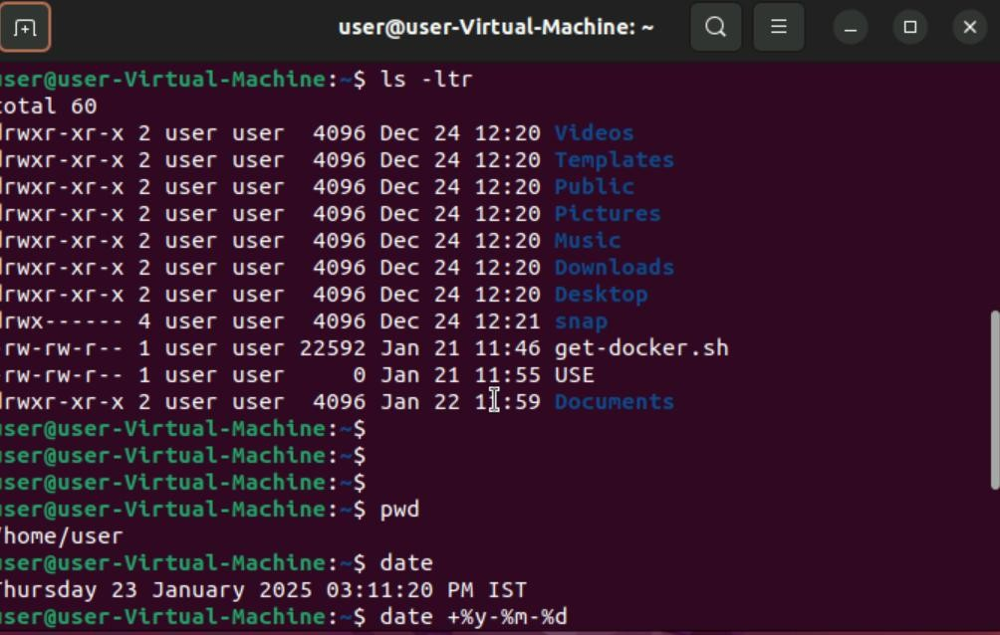 user@user-Virtual-Machine: ~
user@user-Virtual-Machine:~$ ls -ltr
total 60
drwxr-xr-x 2 user user  4096 Dec 24 12:20 Videos
drwxr-xr-x 2 user user  4096 Dec 24 12:20 Templates
drwxr-xr-x 2 user user  4096 Dec 24 12:20 Public
drwxr-xr-x 2 user user  4096 Dec 24 12:20 Pictures
drwxr-xr-x 2 user user  4096 Dec 24 12:20 Music
drwxr-xr-x 2 user user  4096 Dec 24 12:20 Downloads
drwxr-xr-x 2 user user  4096 Dec 24 12:20 Desktop
drwx------ 4 user user  4096 Dec 24 12:21 snap
-rw-rw-r-- 1 user user 22592 Jan 21 11:46 get-docker.sh
-rw-rw-r-- 1 user user     0 Jan 21 11:55 USE
drwxr-xr-x 2 user user  4096 Jan 22 Documents
user@user-Virtual-Machine:~$
user@user-Virtual-Machine:~$
user@user-Virtual-Machine:~$
user@user-Virtual-Machine:~$ pwd
/home/user
user@user-Virtual-Machine:~$ date
Thursday 23 January 2025 03:11:20 PM IST
user@user-Virtual-Machine:~$ date +%y-%m-%d